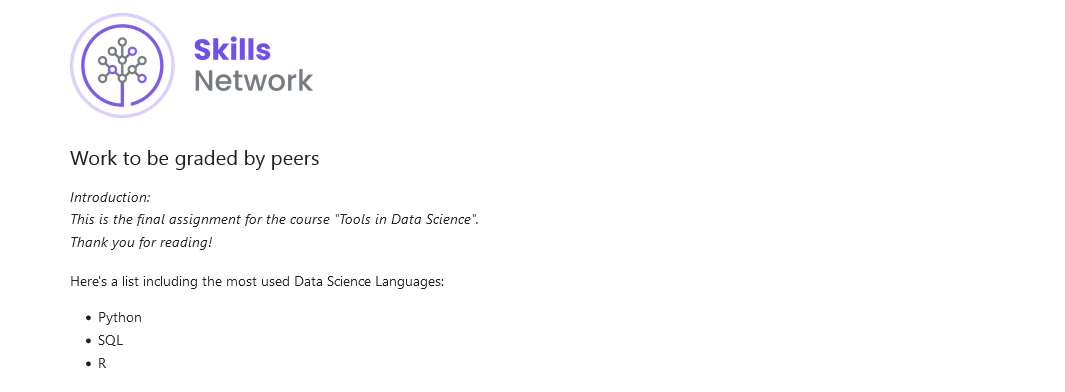 Skills
Network
Work to be graded by peers
Introduction:
This is the final assignment for the course "Tools in Data Science".
Thank you for reading!
Here's a list including the most used Data Science Languages:
• Python
• SQL
• R